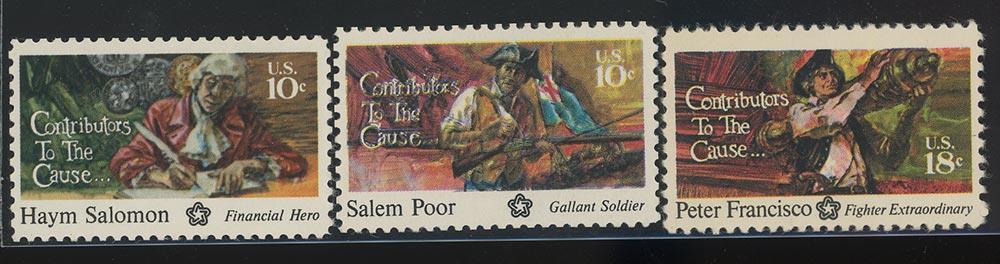 Contributors
To The
Cause...
U.S.
10c
Haym Salomon Financial Hero
Contributors
To The
Cause...
U.S.
10c
Salem Poor Gallant Soldier
Contributors
To The
Cause...
U.S.
18c
Peter Francisco Fighter Extraordinary